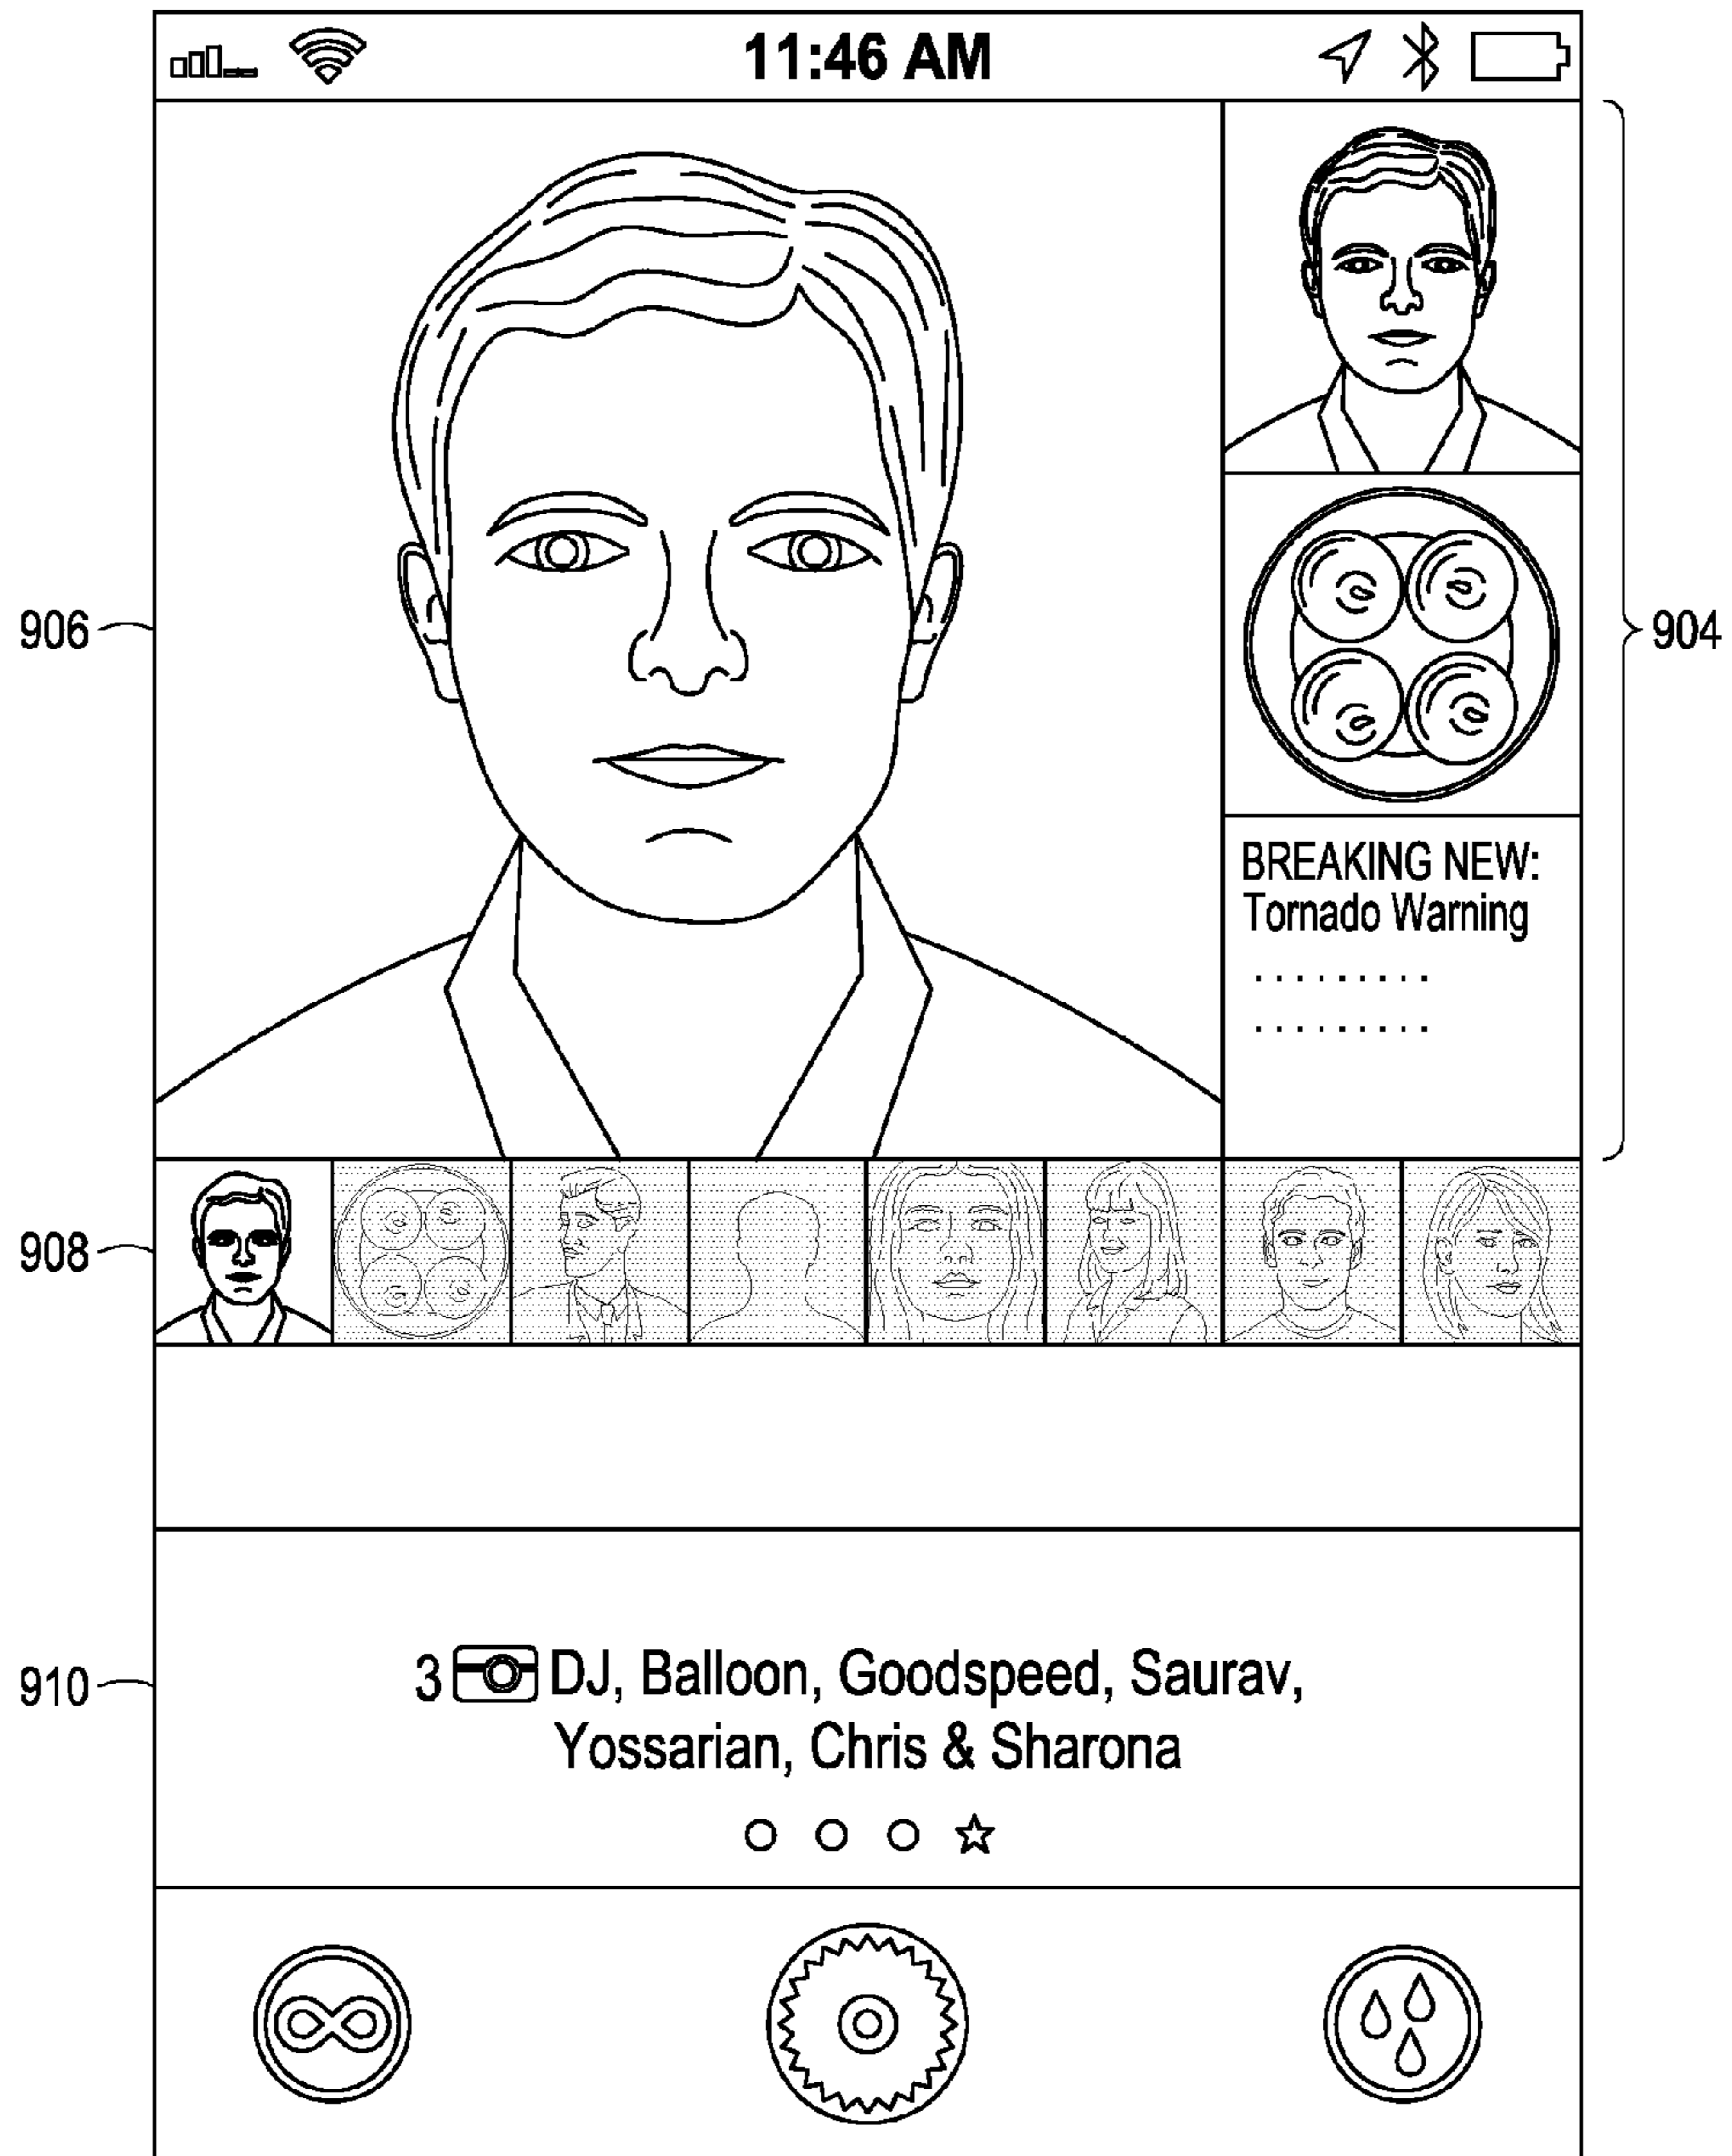 11:46 AM
906
904
BREAKING NEW:
Tornado Warning
.........
.........
908
910
3 DJ, Balloon, Goodspeed, Saurav,
Yossarian, Chris & Sharona